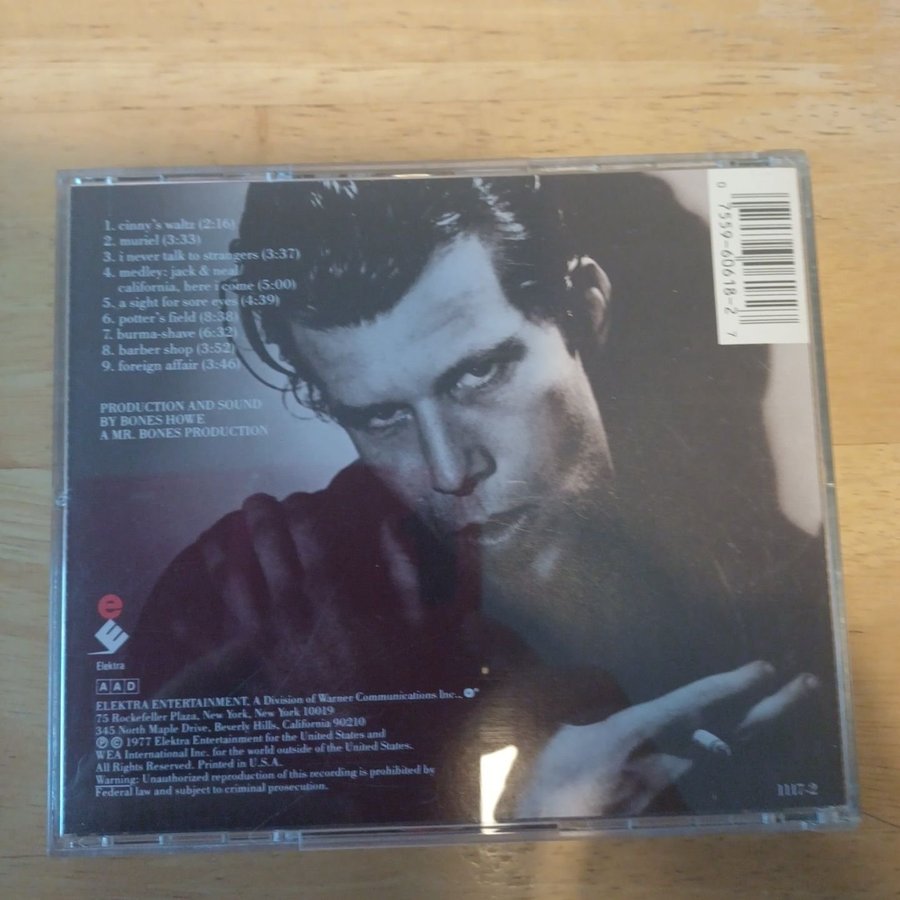 1. cinny's waltz (2:16)
2. muriel (3:33)
3. i never talk to strangers (3:37)
4. medley: jack & neal/
california, here i come (5:00)
5. a sight for sore eyes (4:39)
6. potter's field (8:38)
7. burma-shave (6:32)
8. barber shop (3:52)
9. foreign affair (3:46)
PRODUCTION AND SOUND
BY BONES HOWE
A MR. BONES PRODUCTION
0 7559-60618-2 7
e
E
Elektra
AAD
ELEKTRA ENTERTAINMENT, A Division of Warner Communications Inc.,
75 Rockefeller Plaza, New York, New York 10019
345 North Maple Drive, Beverly Hills, California 90210
℗ © 1977 Elektra Entertainment for the United States and
WEA International Inc. for the world outside of the United States.
All Rights Reserved. Printed in U.S.A.
Warning: Unauthorized reproduction of this recording is prohibited by
Federal law and subject to criminal prosecution.
1117-2